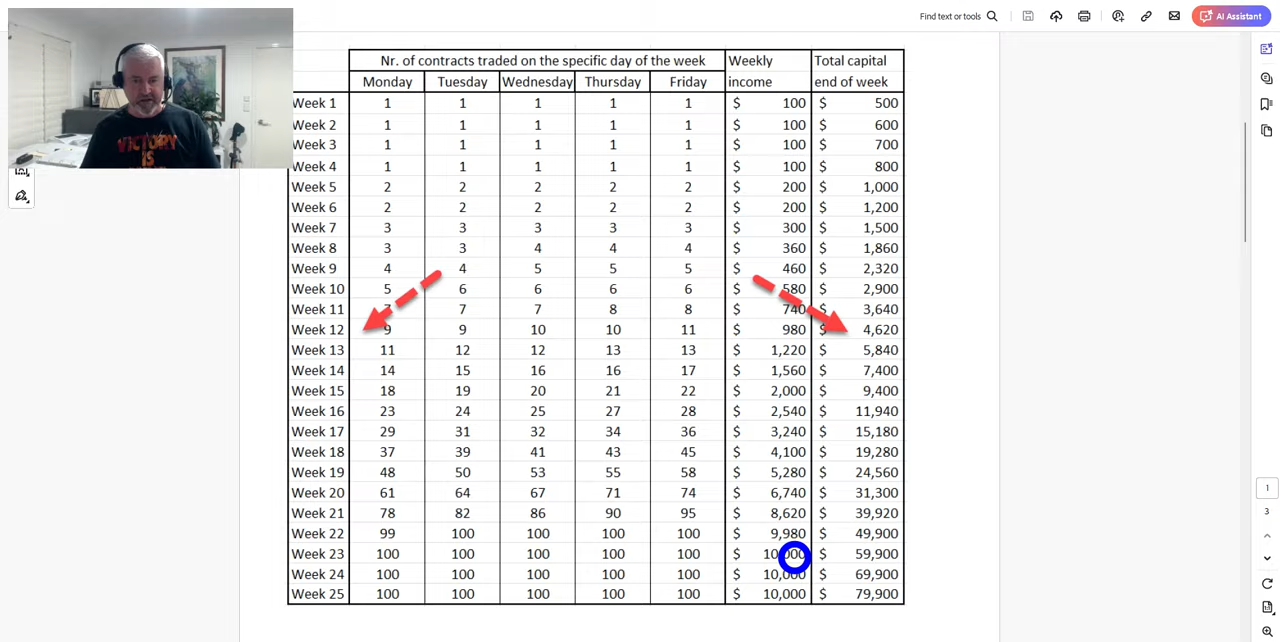 Find text or tools
AI Assistant
VICTORY
IS
Nr. of contracts traded on the specific day of the week Weekly Total capital
Monday Tuesday Wednesday Thursday Friday income end of week
Week 1 1 1 1 1 1 $ 100 $ 500
Week 2 1 1 1 1 1 $ 100 $ 600
Week 3 1 1 1 1 1 $ 100 $ 700
Week 4 1 1 1 1 1 $ 100 $ 800
Week 5 2 2 2 2 2 $ 200 $ 1,000
Week 6 2 2 2 2 2 $ 200 $ 1,200
Week 7 3 3 3 3 3 $ 300 $ 1,500
Week 8 3 3 4 4 4 $ 360 $ 1,860
Week 9 4 4 5 5 5 $ 460 $ 2,320
Week 10 5 6 6 6 6 $ 580 $ 2,900
Week 11 7 7 7 8 8 $ 740 $ 3,640
Week 12 9 9 10 10 11 $ 980 $ 4,620
Week 13 11 12 12 13 13 $ 1,220 $ 5,840
Week 14 14 15 16 16 17 $ 1,560 $ 7,400
Week 15 18 19 20 21 22 $ 2,000 $ 9,400
Week 16 23 24 25 27 28 $ 2,540 $ 11,940
Week 17 29 31 32 34 36 $ 3,240 $ 15,180
Week 18 37 39 41 43 45 $ 4,100 $ 19,280
Week 19 48 50 53 55 58 $ 5,280 $ 24,560
Week 20 61 64 67 71 74 $ 6,740 $ 31,300
Week 21 78 82 86 90 95 $ 8,620 $ 39,920
Week 22 99 100 100 100 100 $ 9,980 $ 49,900
Week 23 100 100 100 100 100 $ 10,000 $ 59,900
Week 24 100 100 100 100 100 $ 10,000 $ 69,900
Week 25 100 100 100 100 100 $ 10,000 $ 79,900
1
3